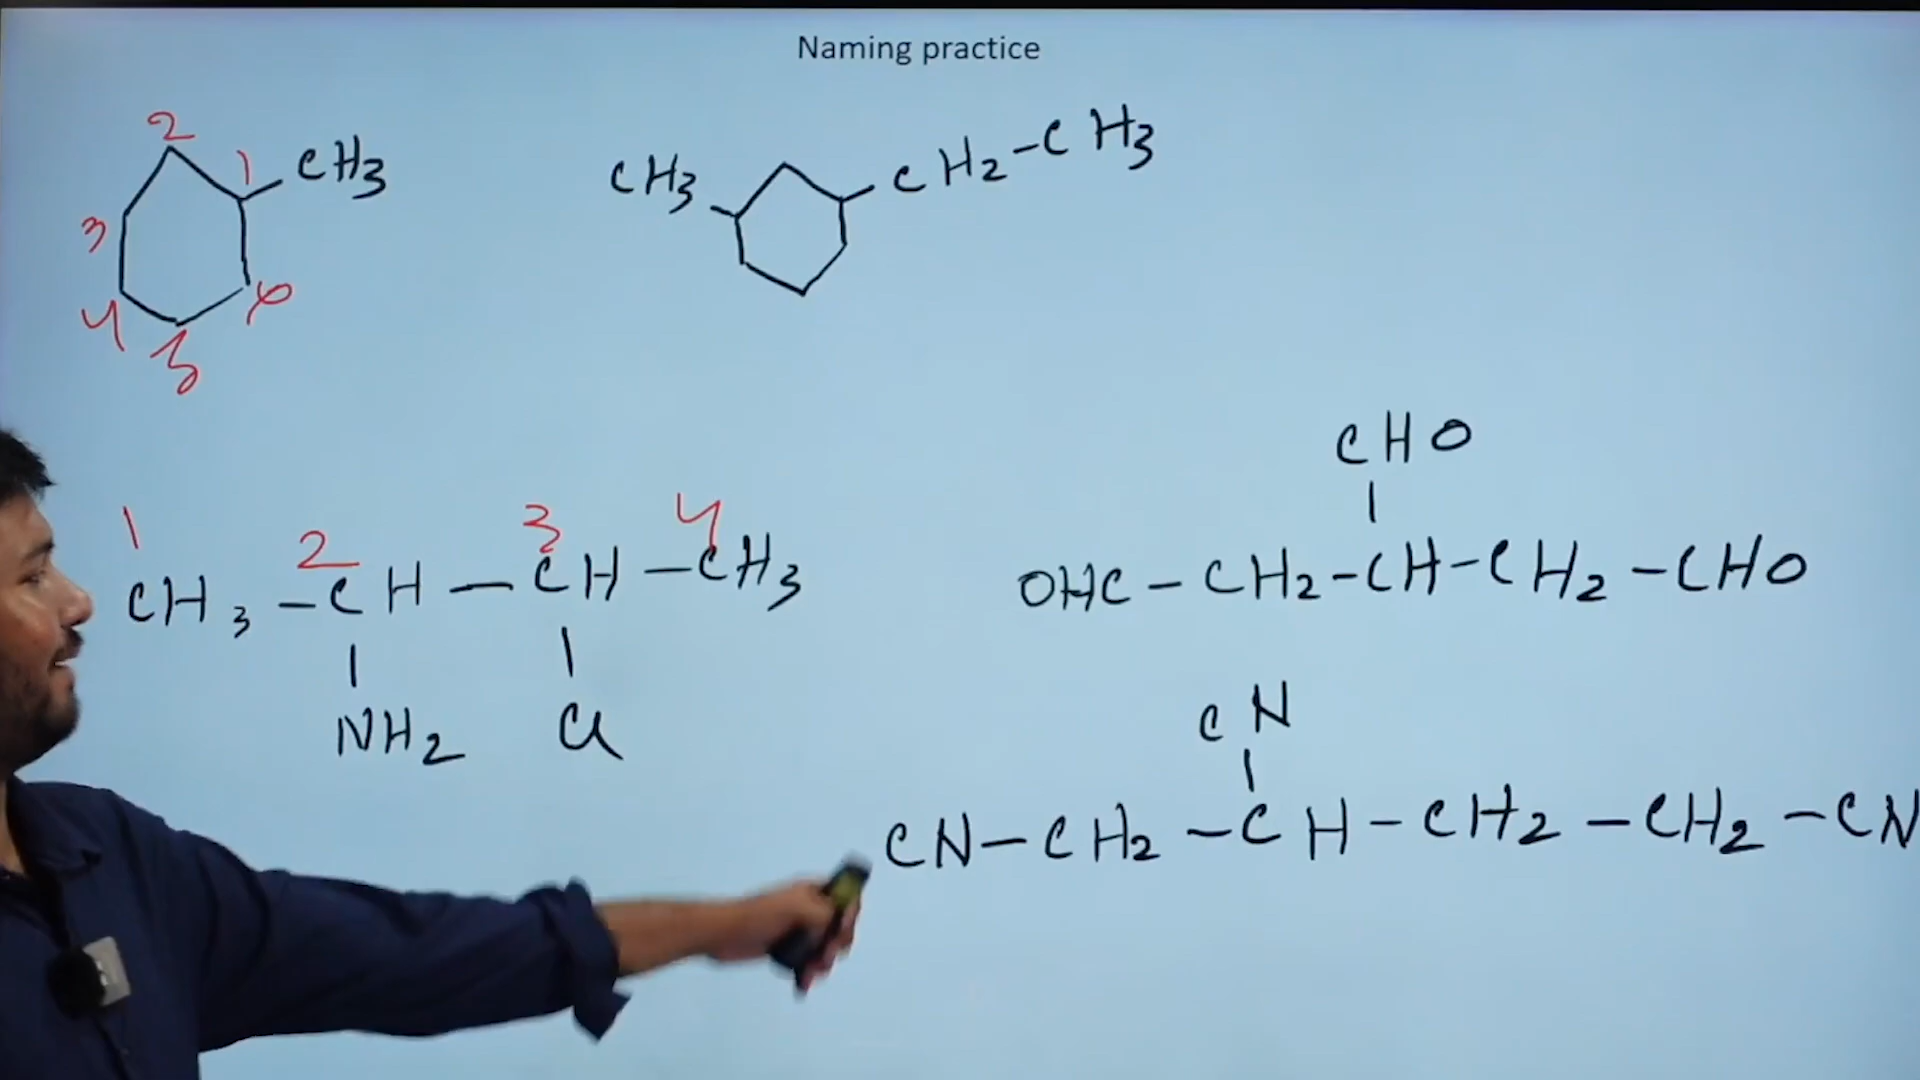 Naming practice
2
1 CH3
3
4
5
6
CH3 CH2-CH3
1 2 3 4
CH3 -CH - CH -CH3
NH2 Cl
CHO
OHC - CH2-CH-CH2-CHO
CN
CN-CH2 -CH-CH2 -CH2 -CN